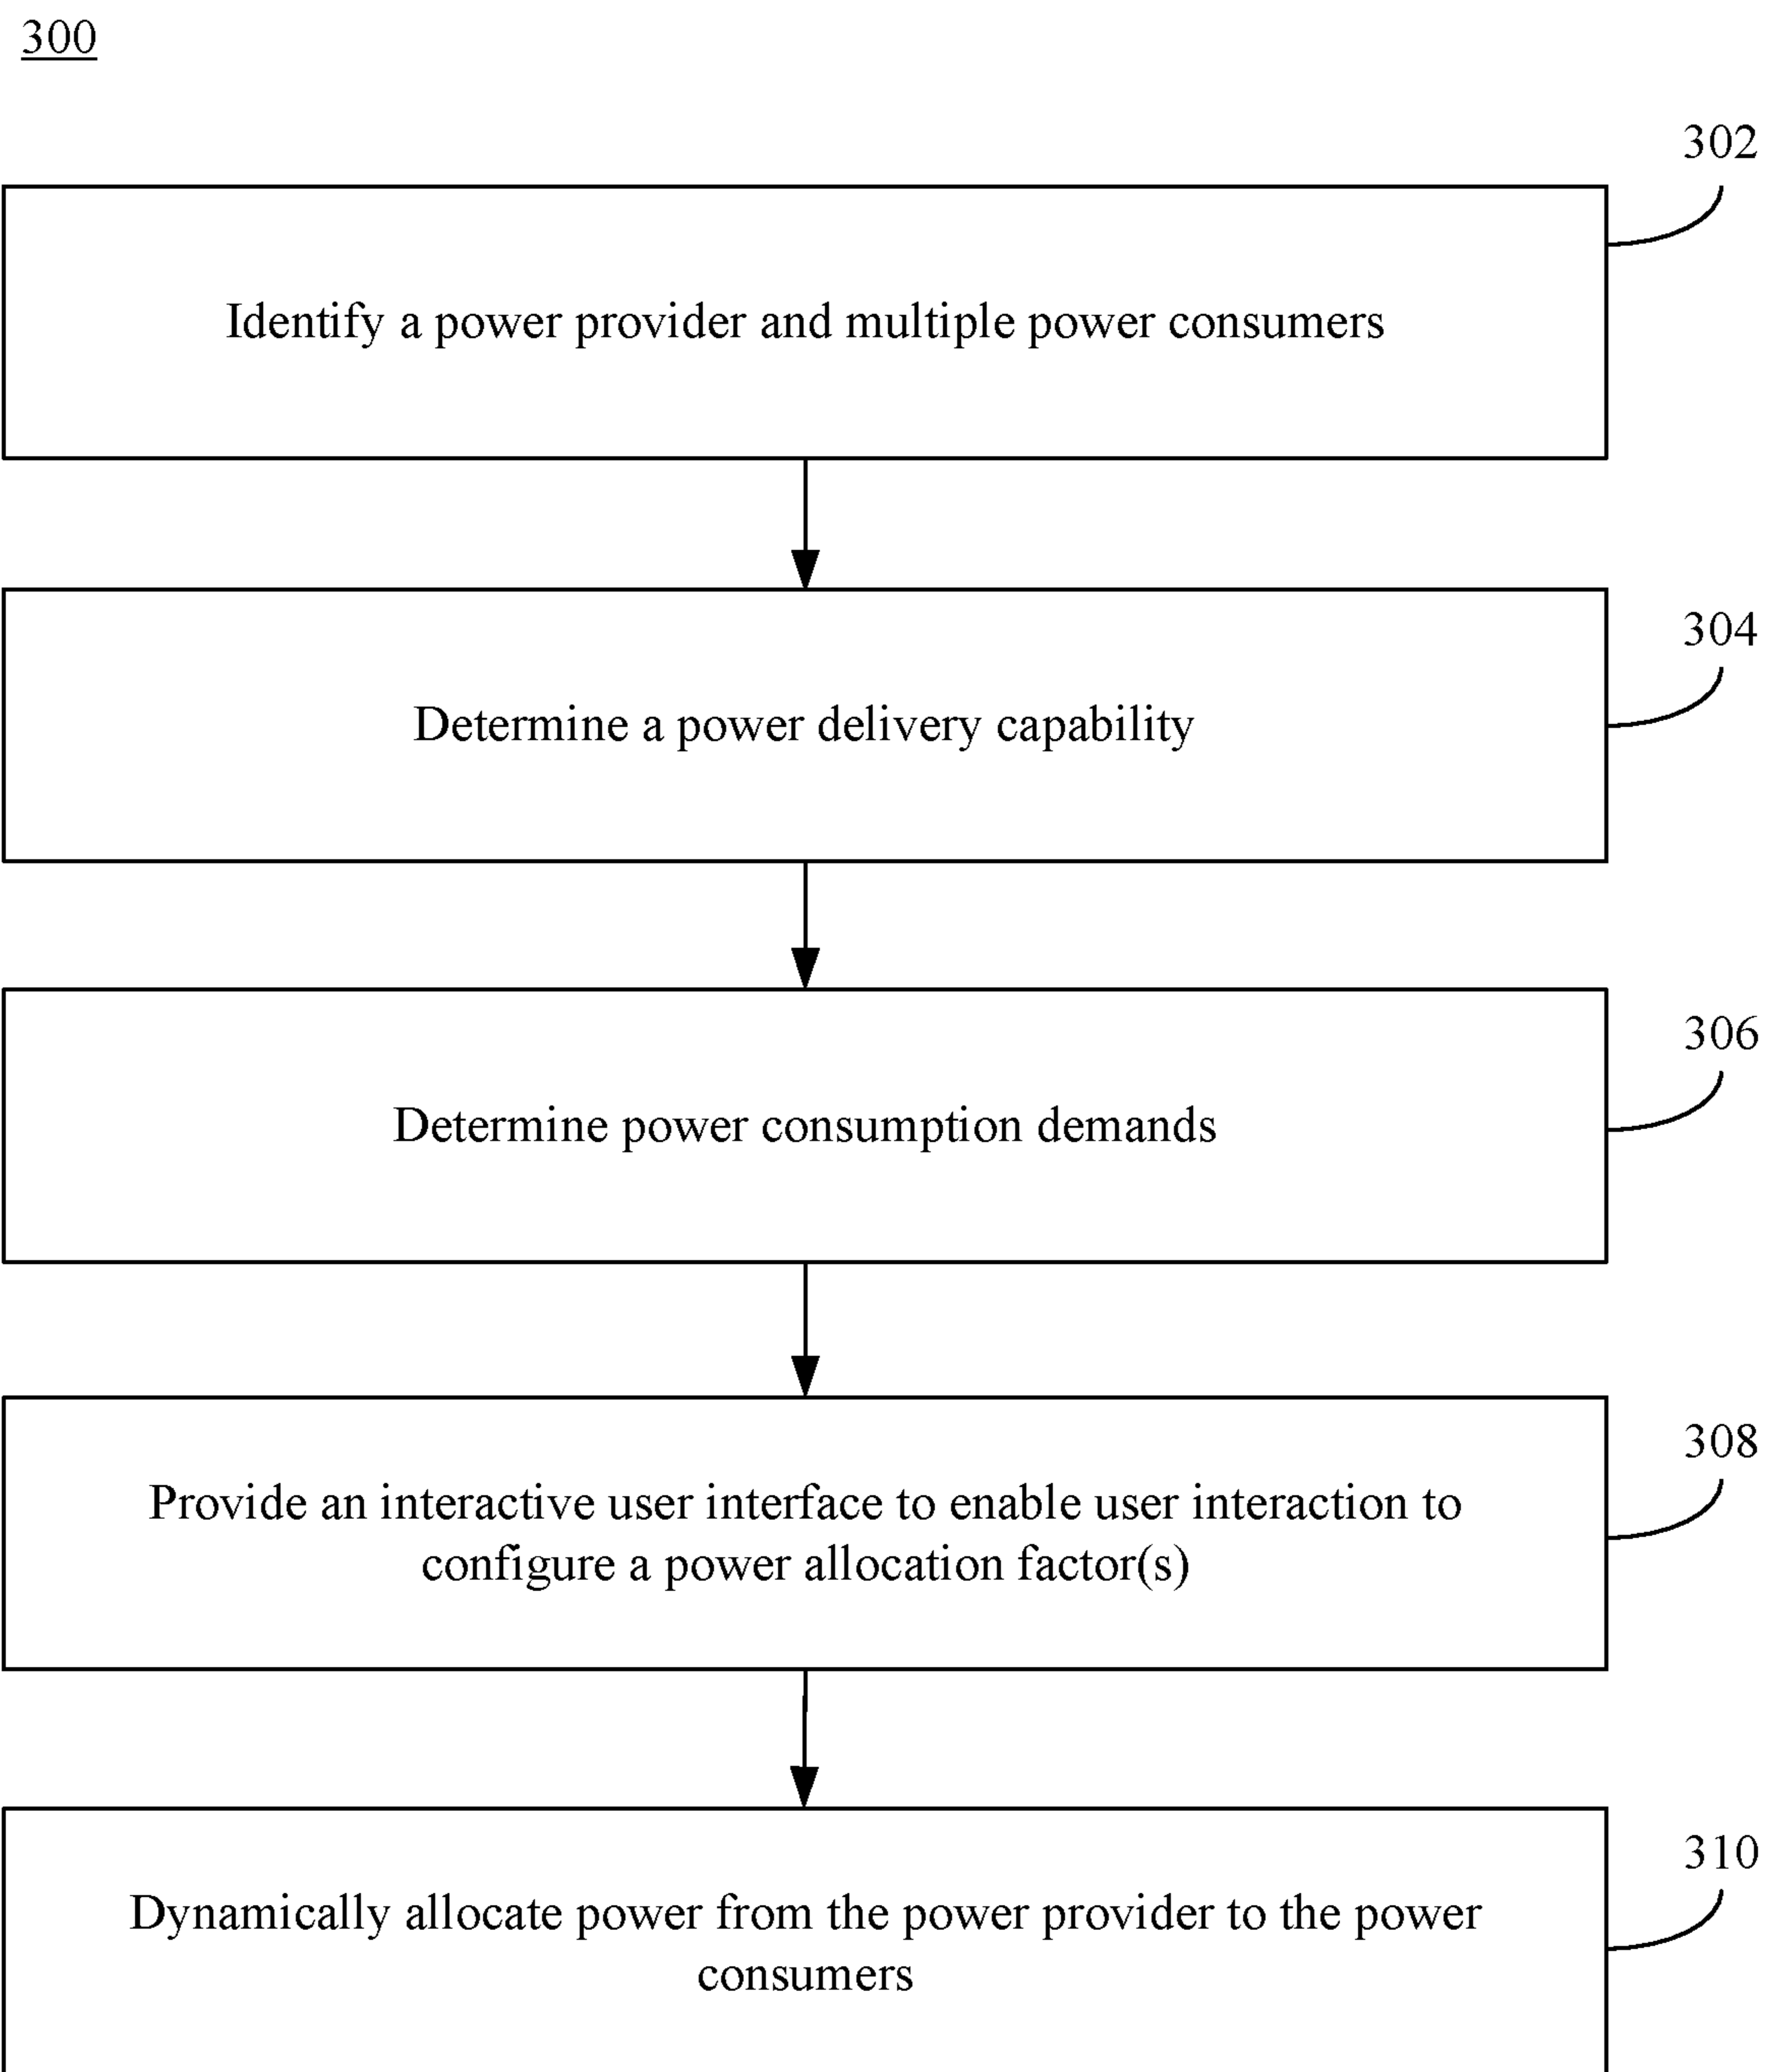 300
302
Identify a power provider and multiple power consumers
304
Determine a power delivery capability
306
Determine power consumption demands
308
Provide an interactive user interface to enable user interaction to
configure a power allocation factor(s)
310
Dynamically allocate power from the power provider to the power
consumers